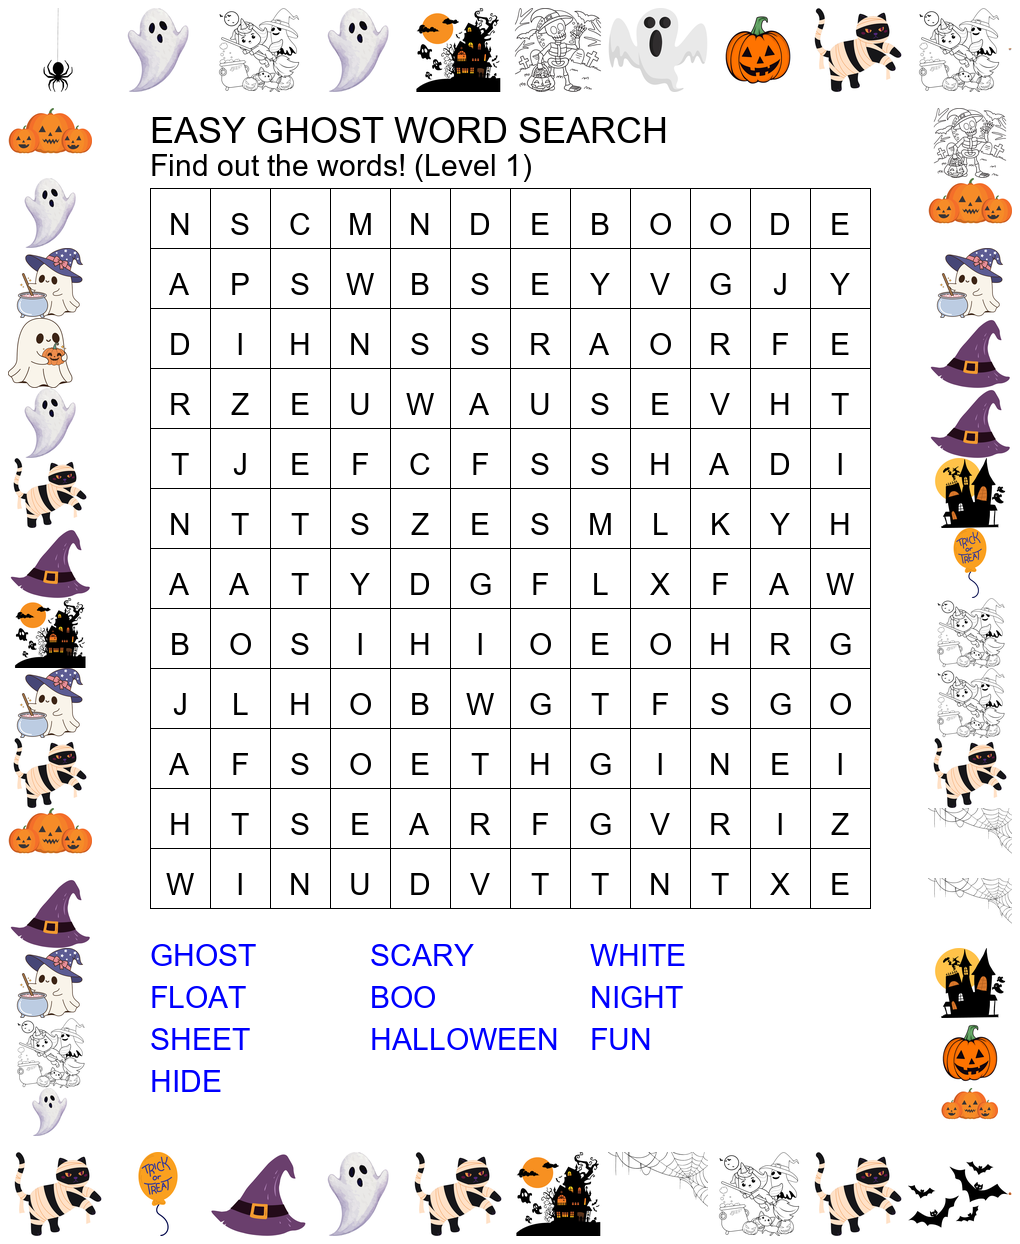 EASY GHOST WORD SEARCH
Find out the words! (Level 1)
N S C M N D E B O O D E
A P S W B S E Y V G J Y
D I H N S S R A O R F E
R Z E U W A U S E V H T
T J E F C F S S H A D I
N T T S Z E S M L K Y H
A A T Y D G F L X F A W
B O S I H I O E O H R G
J L H O B W G T F S G O
A F S O E T H G I N E I
H T S E A R F G V R I Z
W I N U D V T T N T X E
GHOST SCARY WHITE
FLOAT BOO NIGHT
SHEET HALLOWEEN FUN
HIDE
TRICK or TREAT
TRICK or TREAT